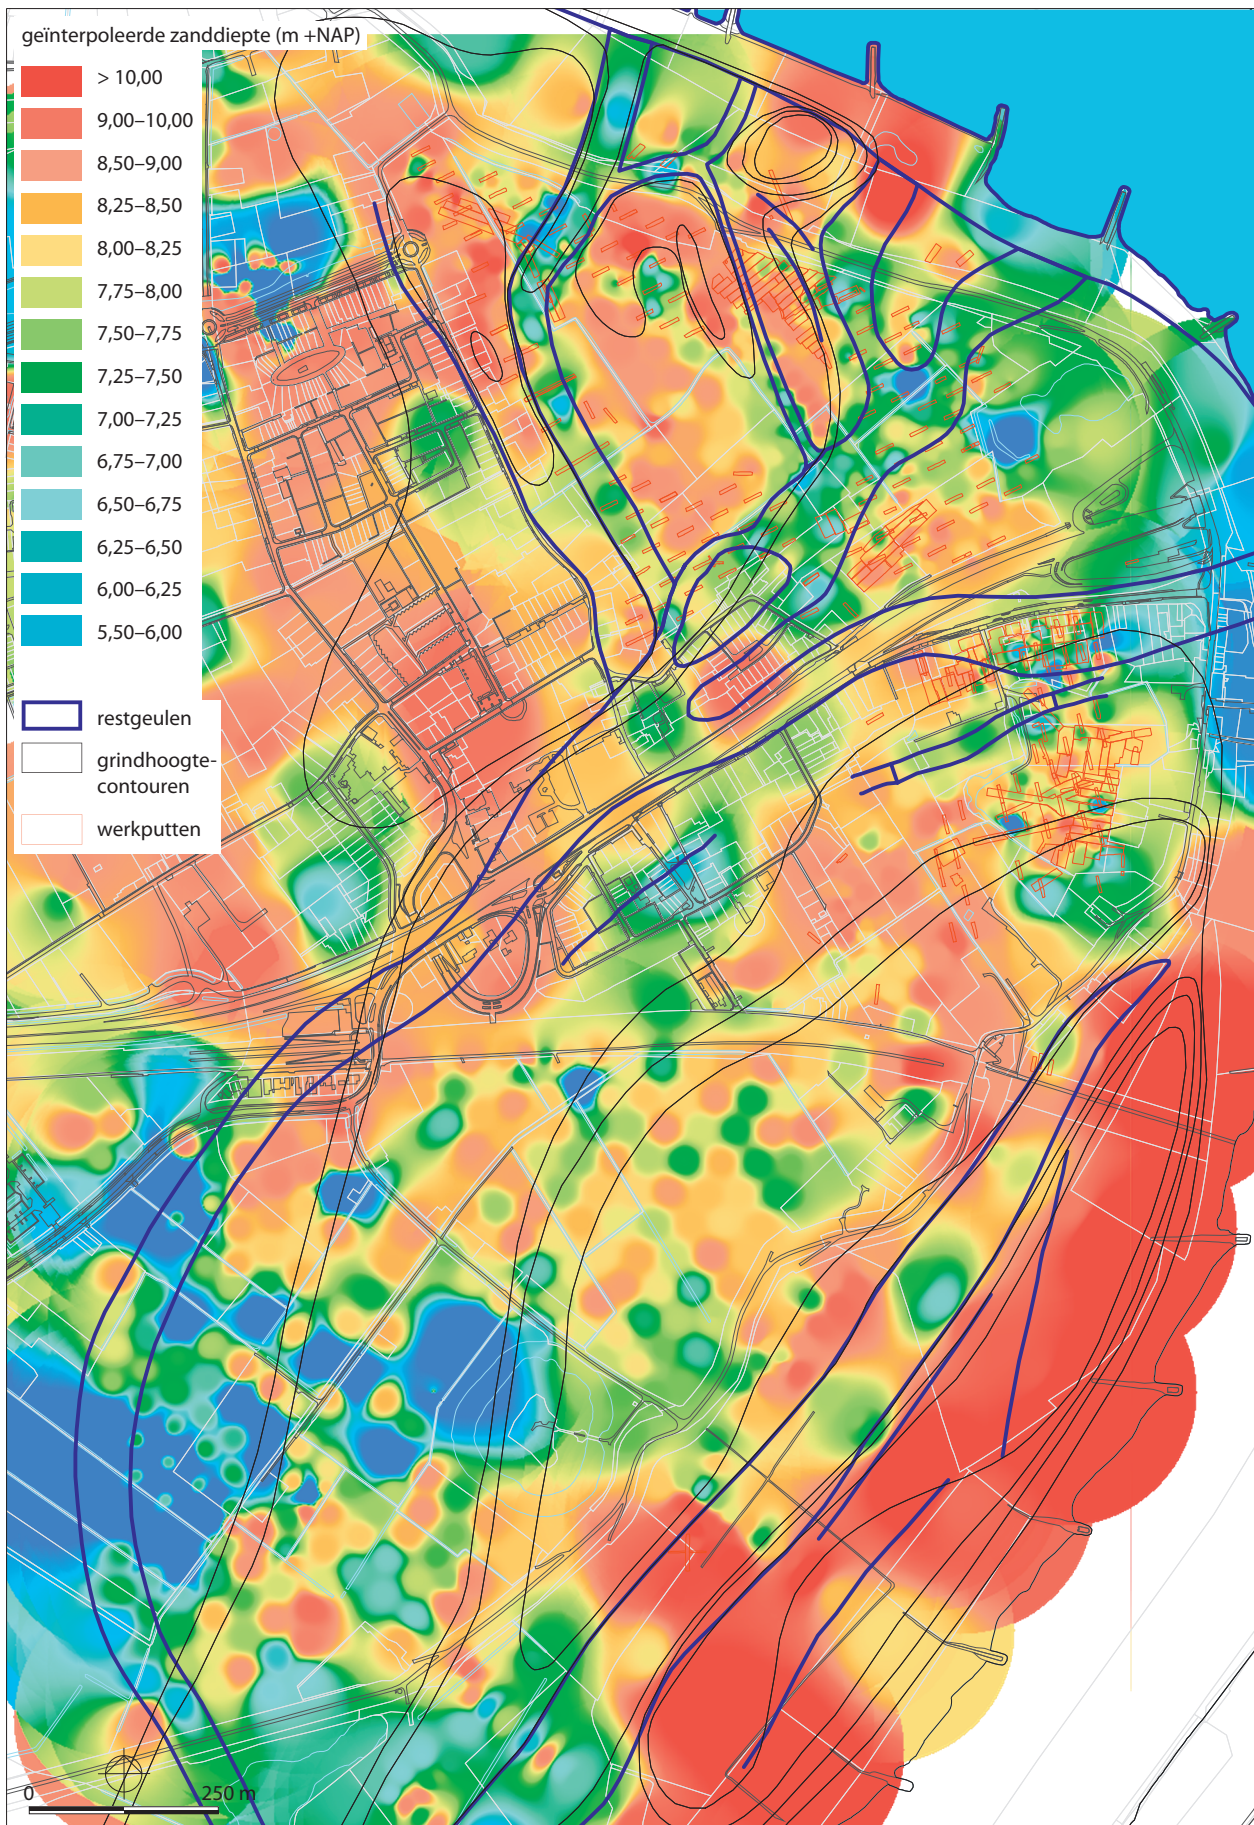 geïnterpoleerde zanddiepte (m +NAP)
> 10,00
9,00–10,00
8,50–9,00
8,25–8,50
8,00–8,25
7,75–8,00
7,50–7,75
7,25–7,50
7,00–7,25
6,75–7,00
6,50–6,75
6,25–6,50
6,00–6,25
5,50–6,00
restgeulen
grindhoogte-
contouren
werkputten
0 250 m